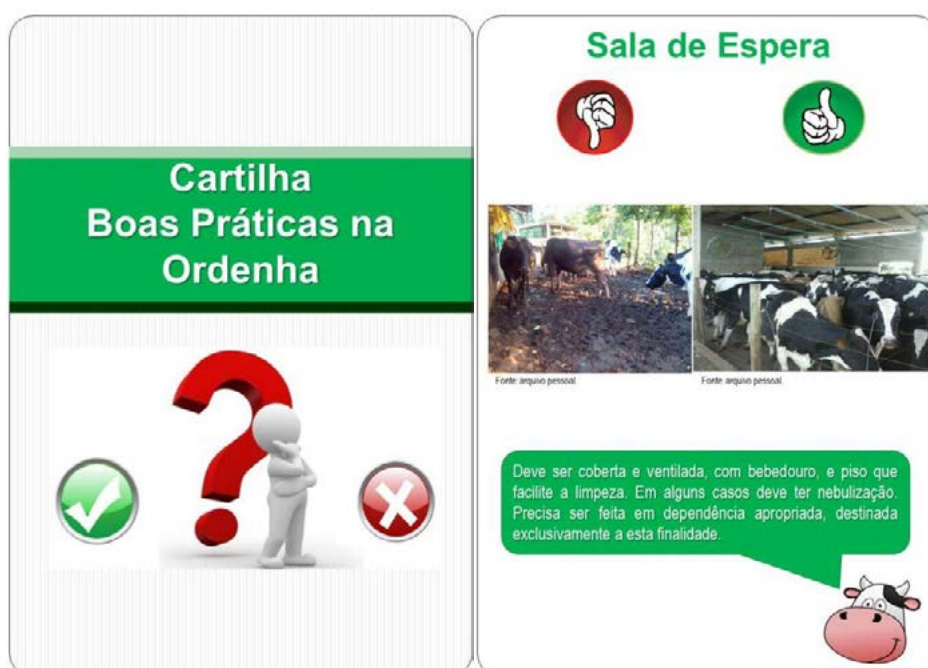 Cartilha
Boas Práticas na
Ordenha
Sala de Espera
Fonte: arquivo pessoal.
Fonte: arquivo pessoal.
Deve ser coberta e ventilada, com bebedouro, e piso que
facilite a limpeza. Em alguns casos deve ter nebulização.
Precisa ser feita em dependência apropriada, destinada
exclusivamente a esta finalidade.